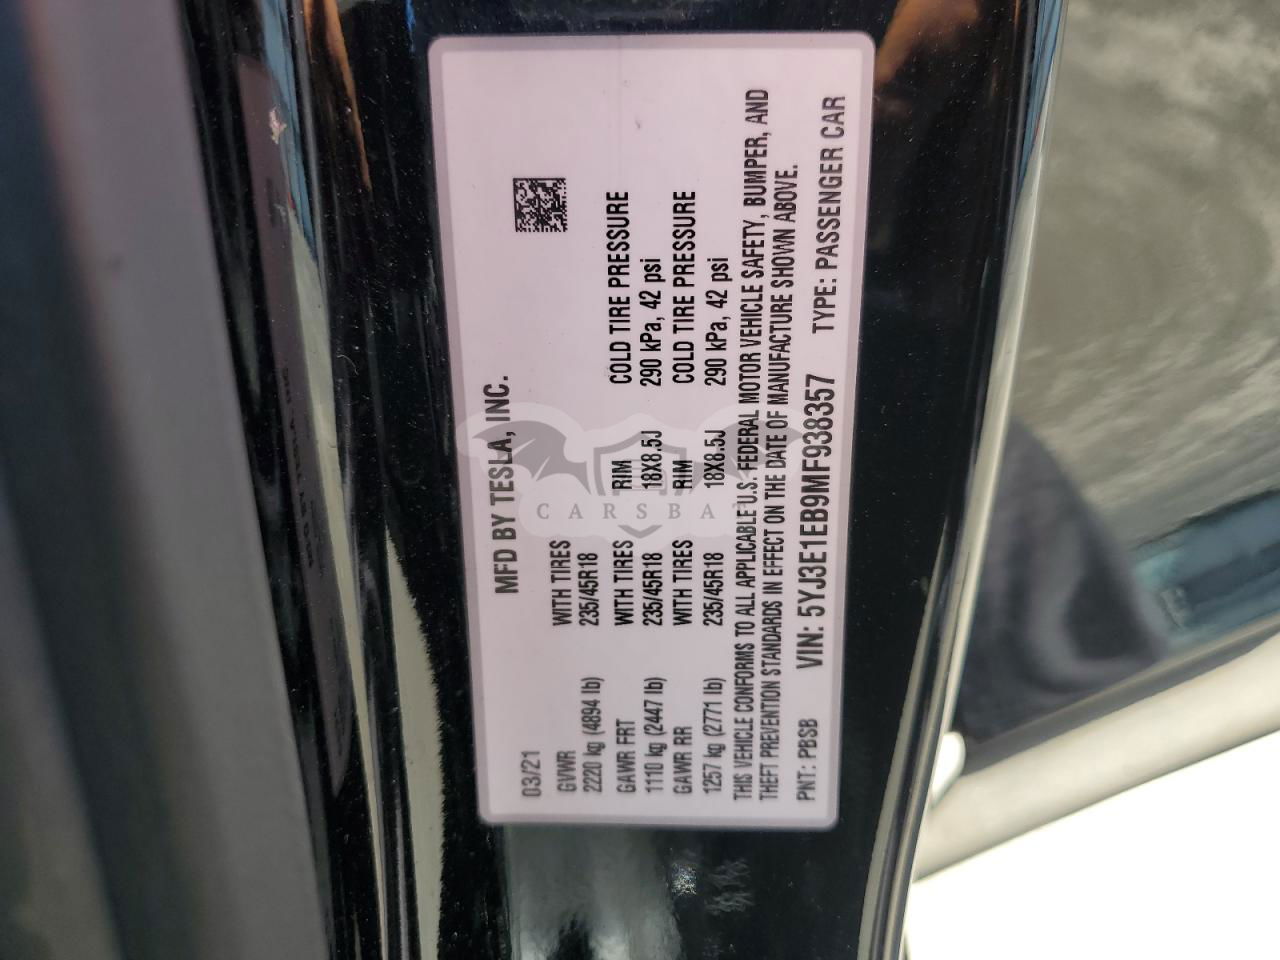 MFD BY TESLA, INC.
03/21
GVWR WITH TIRES RIM COLD TIRE PRESSURE
2220 kg (4894 lb) 235/45R18
GAWR FRT WITH TIRES RIM COLD TIRE PRESSURE
1110 kg (2447 lb) 235/45R18 18X8.5J 290 kPa, 42 psi
GAWR RR WITH TIRES RIM COLD TIRE PRESSURE
1257 kg (2771 lb) 235/45R18 18X8.5J 290 kPa, 42 psi
THIS VEHICLE CONFORMS TO ALL APPLICABLE U.S. FEDERAL MOTOR VEHICLE SAFETY, BUMPER, AND
THEFT PREVENTION STANDARDS IN EFFECT ON THE DATE OF MANUFACTURE SHOWN ABOVE.
PNT: PBSB VIN: 5YJ3E1EB9MF938357 TYPE: PASSENGER CAR
CARSBA